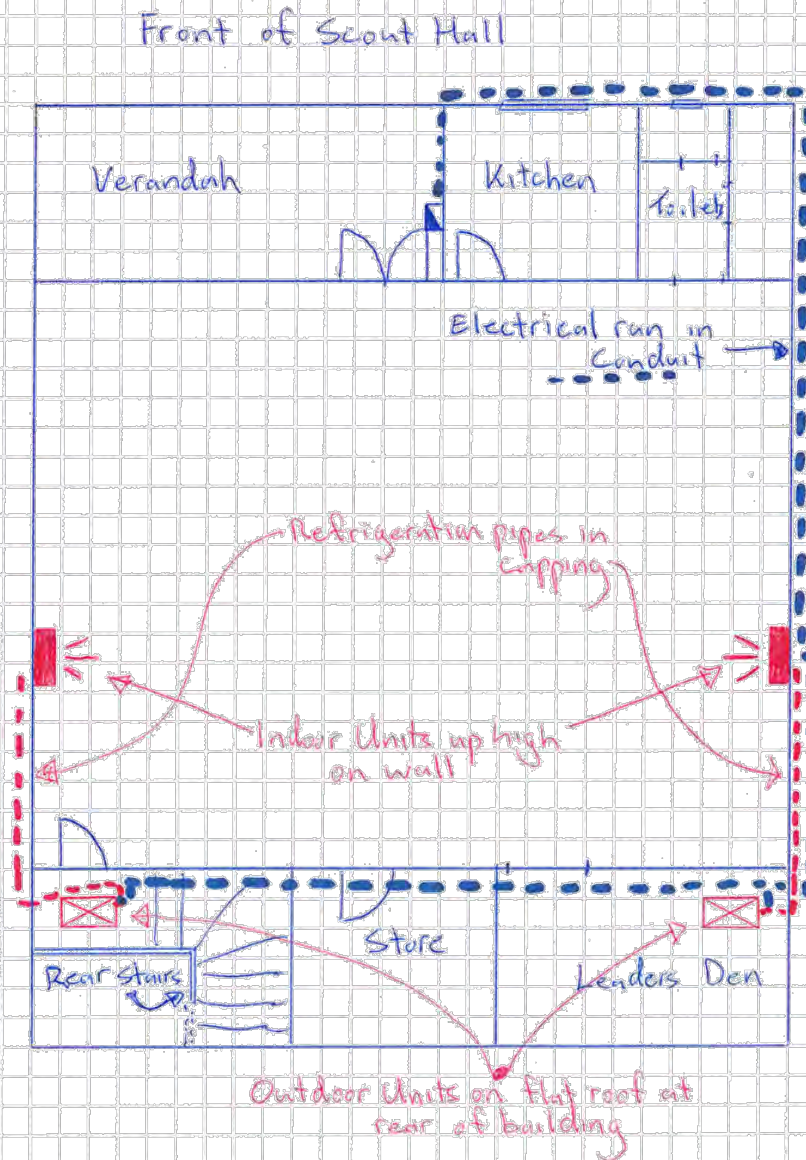 Front of Scout Hall
Verandah
Kitchen
Toilets
Electrical run in
Conduit
Refrigeration pipes in
capping
Indoor Units up high
on wall
Store
Rear Stairs
Leaders Den
Outdoor Units on flat roof at
rear of building